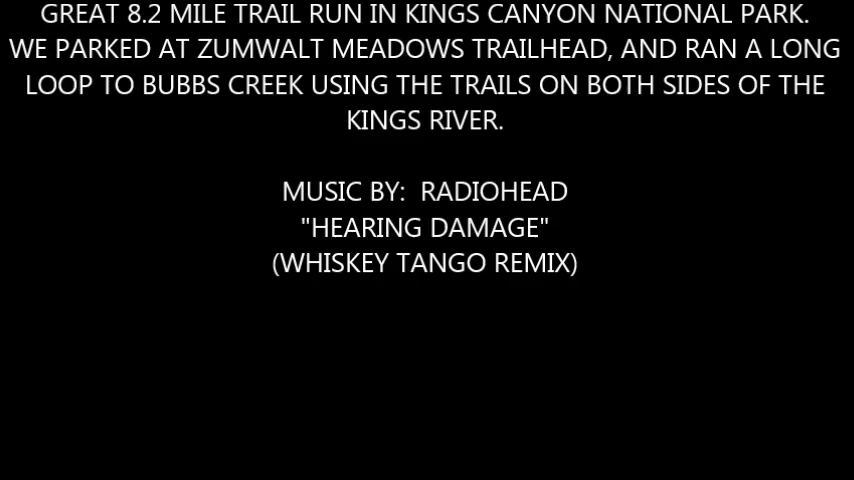 GREAT 8.2 MILE TRAIL RUN IN KINGS CANYON NATIONAL PARK.
WE PARKED AT ZUMWALT MEADOWS TRAILHEAD, AND RAN A LONG
LOOP TO BUBBS CREEK USING THE TRAILS ON BOTH SIDES OF THE
KINGS RIVER.
MUSIC BY:  RADIOHEAD
"HEARING DAMAGE"
(WHISKEY TANGO REMIX)